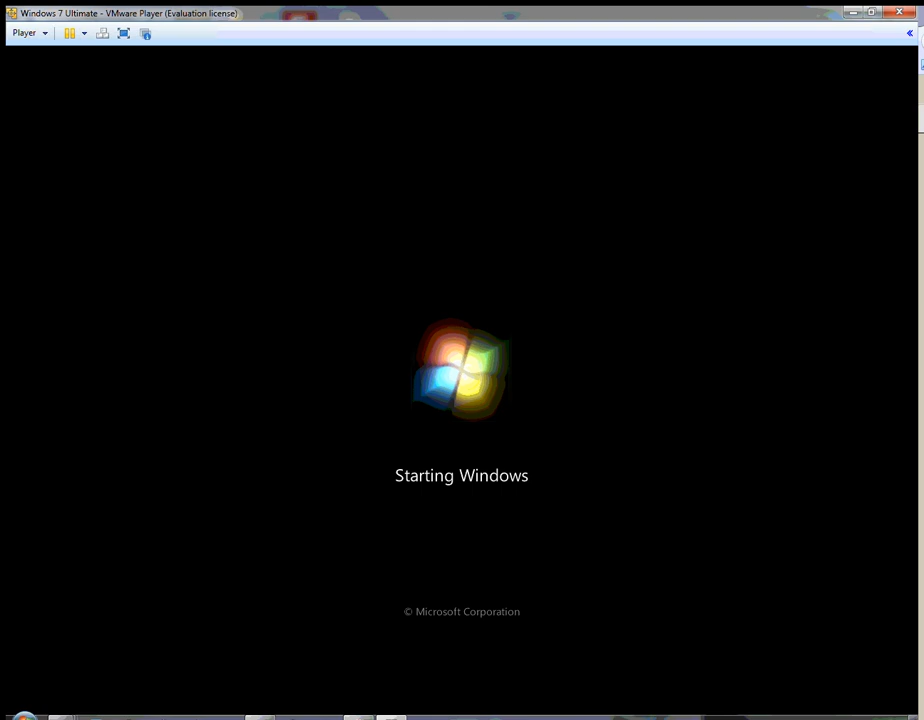 Windows 7 Ultimate - VMware Player (Evaluation license)
Player
Starting Windows
© Microsoft Corporation